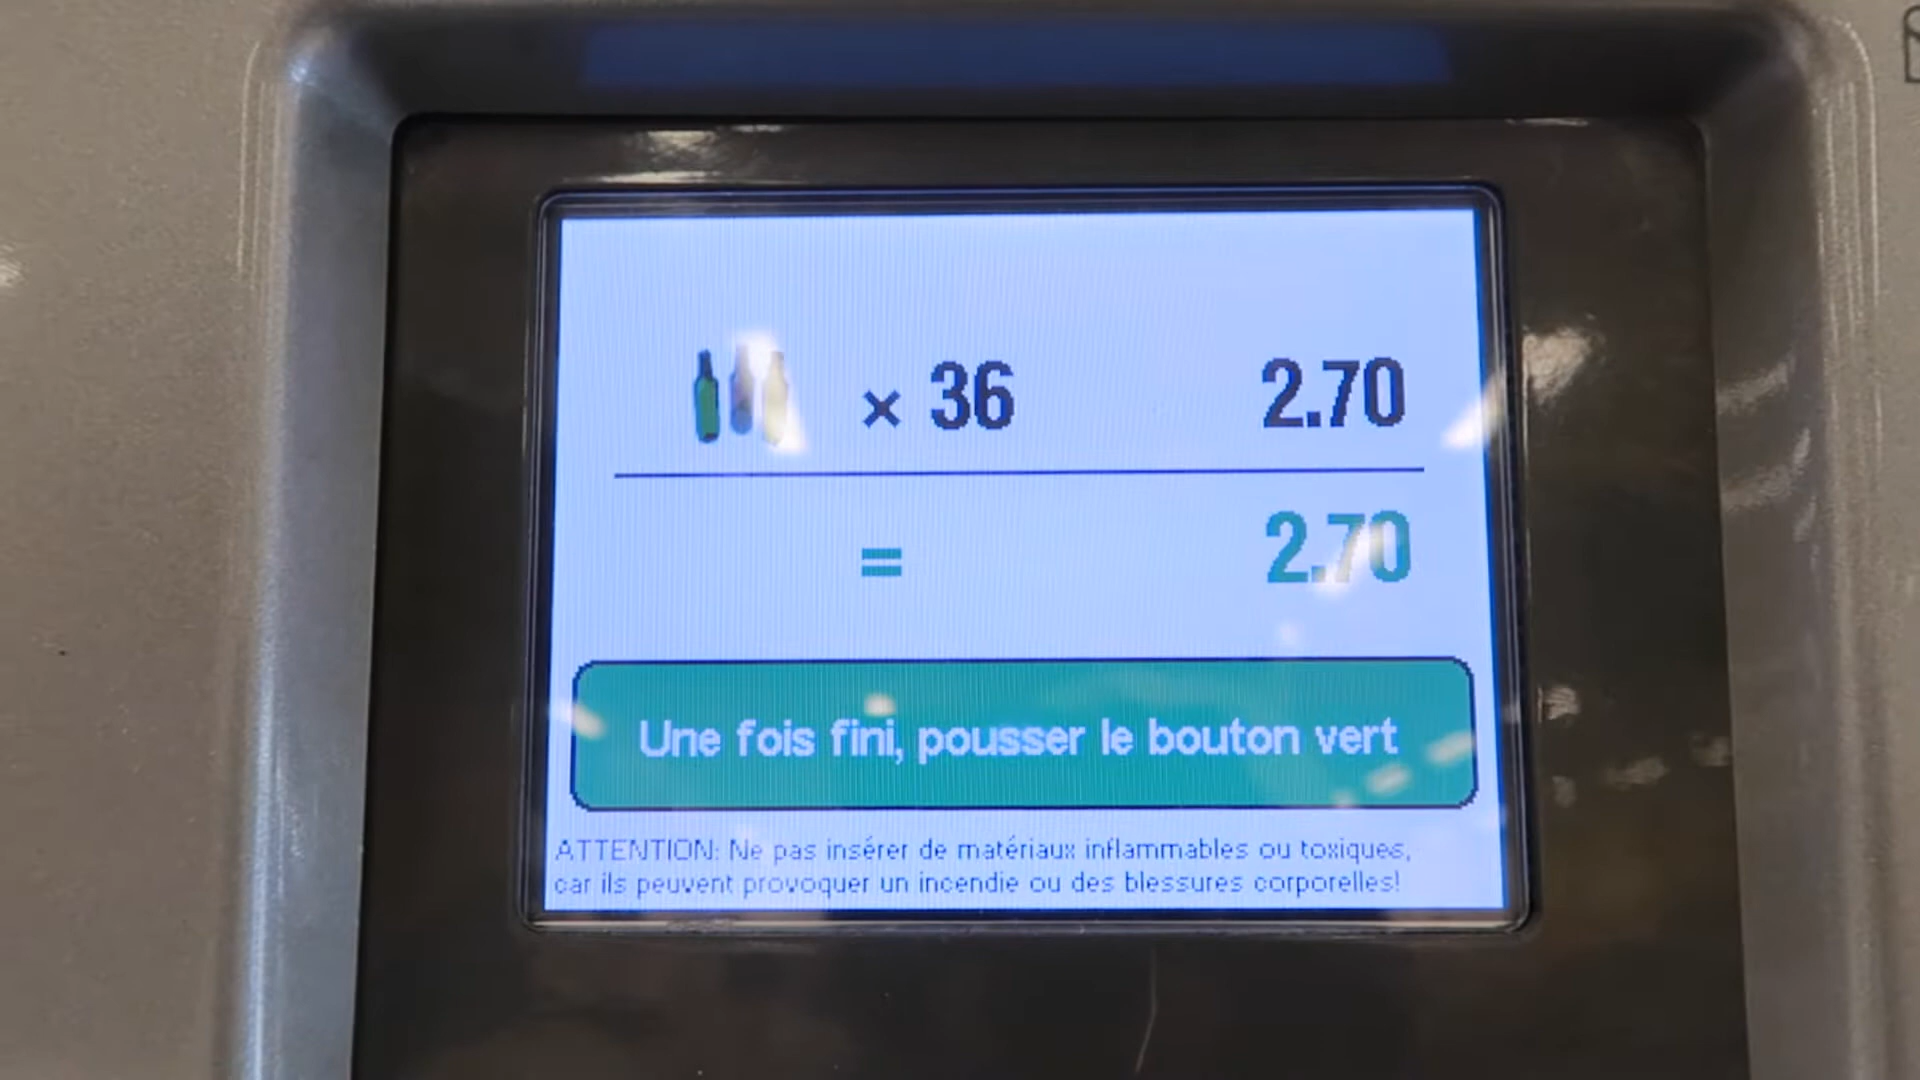 × 36 2.70
= 2.70
Une fois fini, pousser le bouton vert
ATTENTION: Ne pas insérer de matériaux inflammables ou toxiques,
car ils peuvent provoquer un incendie ou des blessures corporelles!